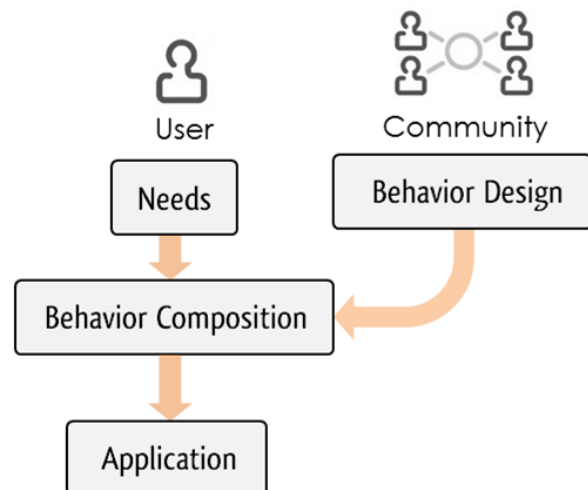 User
Community
Needs
Behavior Design
Behavior Composition
Application